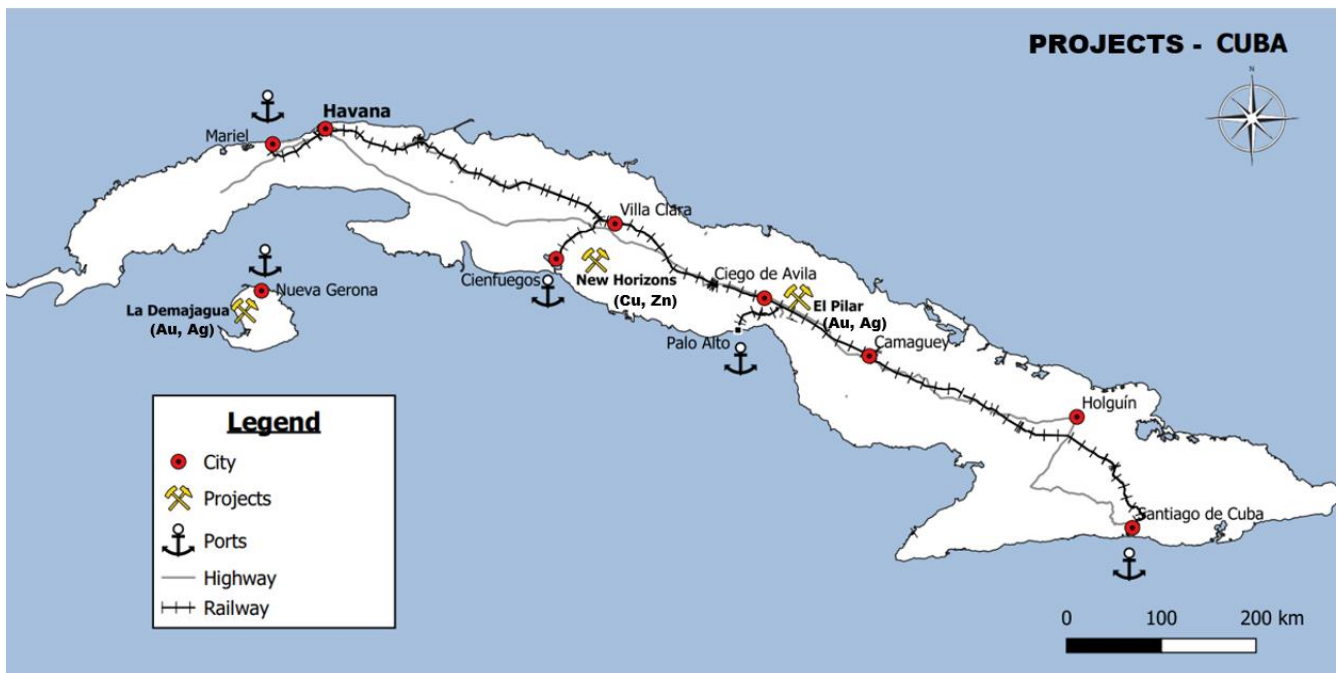 PROJECTS - CUBA
N
Havana
Mariel
Villa Clara
Cienfuegos
New Horizons
(Cu, Zn)
Ciego de Avila
Nueva Gerona
La Demajagua
(Au, Ag)
El Pilar
(Au, Ag)
Palo Alto
Camaguey
Holguín
Santiago de Cuba
Legend
City
Projects
Ports
Highway
Railway
0 100 200 km